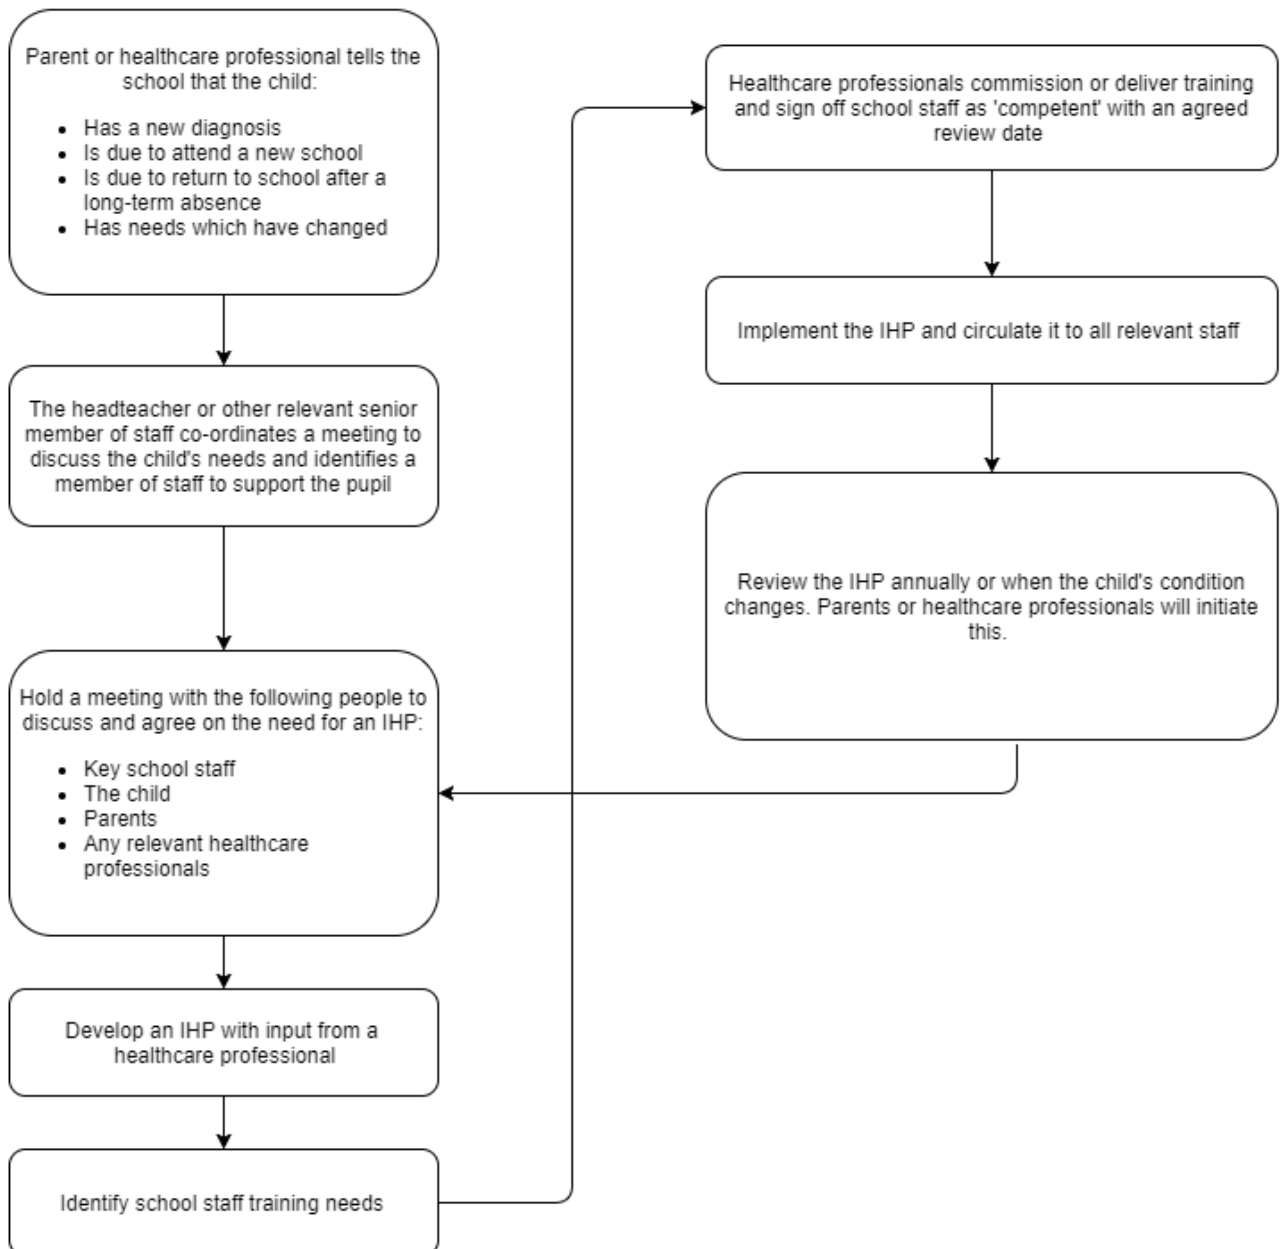 Parent or healthcare professional tells the
school that the child:
• Has a new diagnosis
• Is due to attend a new school
• Is due to return to school after a
long-term absence
• Has needs which have changed
The headteacher or other relevant senior
member of staff co-ordinates a meeting to
discuss the child's needs and identifies a
member of staff to support the pupil
Hold a meeting with the following people to
discuss and agree on the need for an IHP:
• Key school staff
• The child
• Parents
• Any relevant healthcare
professionals
Develop an IHP with input from a
healthcare professional
Identify school staff training needs
Healthcare professionals commission or deliver training
and sign off school staff as 'competent' with an agreed
review date
Implement the IHP and circulate it to all relevant staff
Review the IHP annually or when the child's condition
changes. Parents or healthcare professionals will initiate
this.